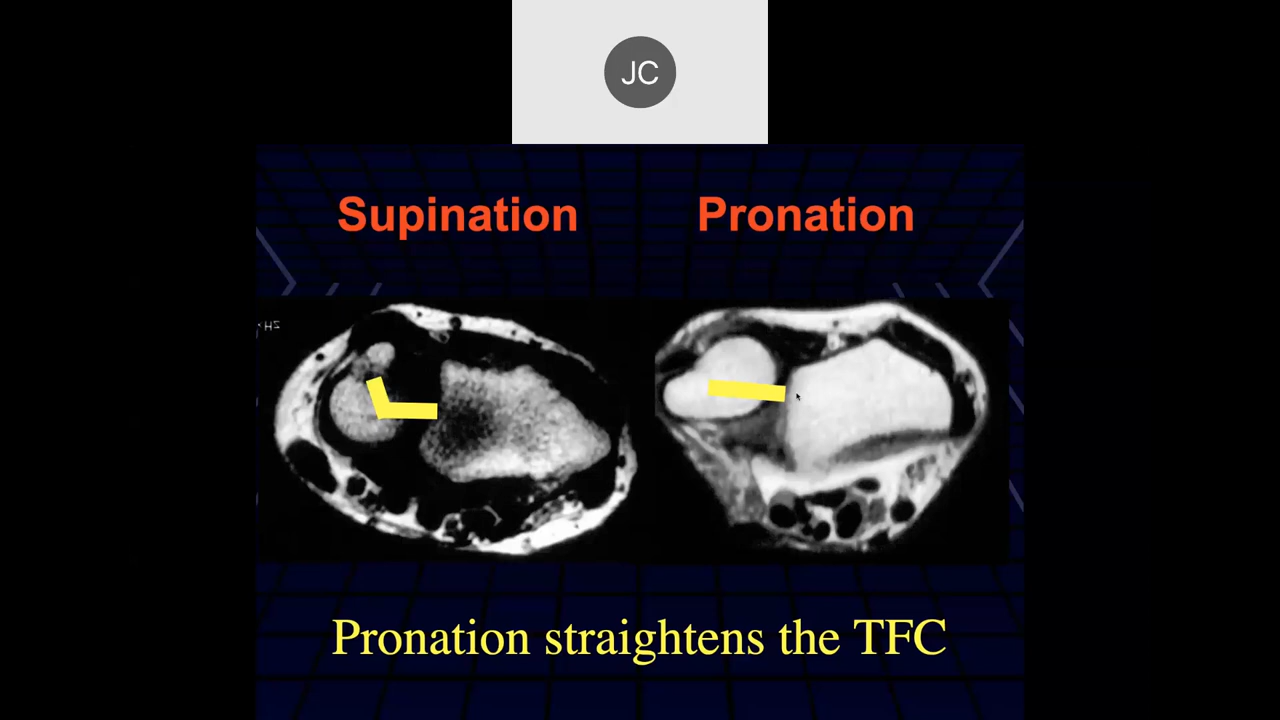 JC
Supination
Pronation
Pronation straightens the TFC